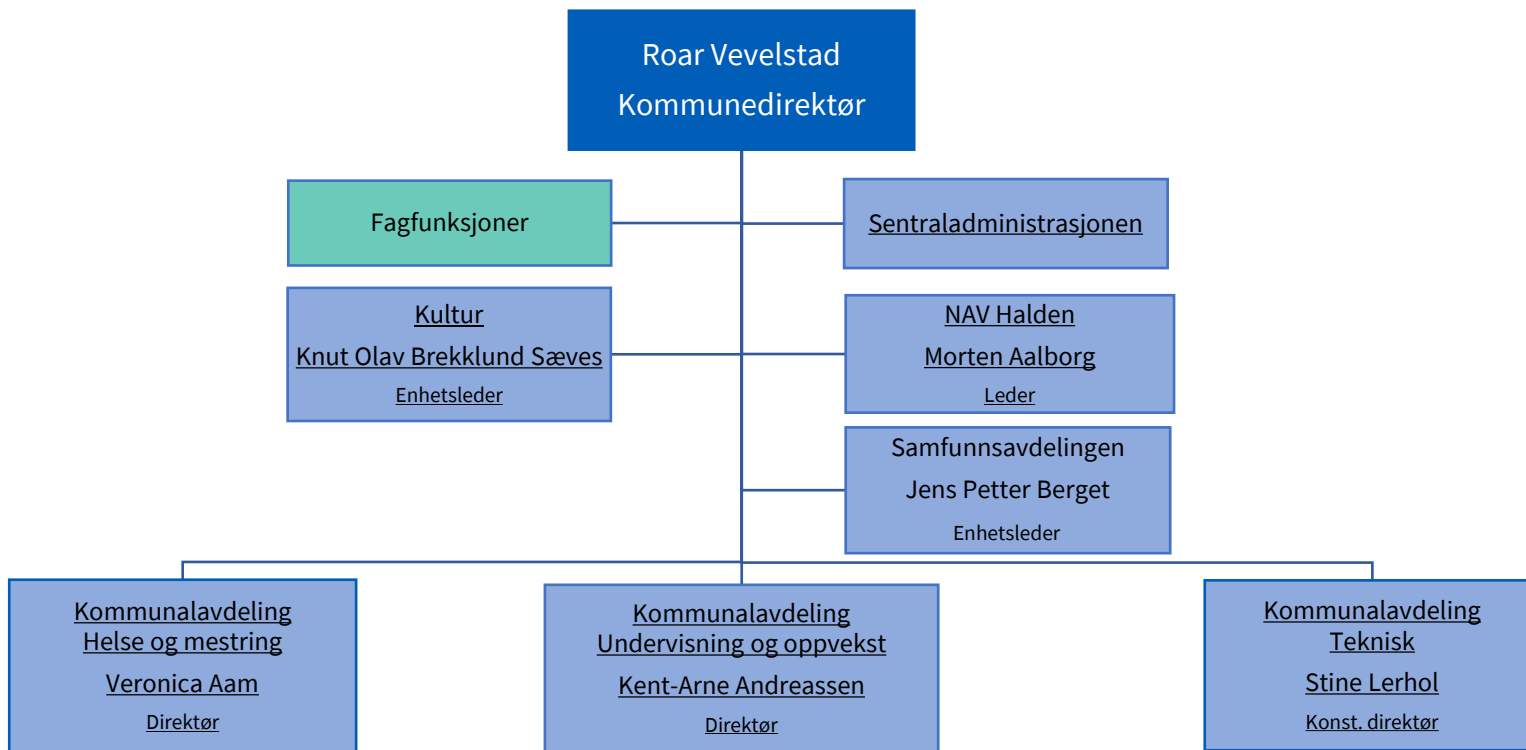 Roar Vevelstad
Kommunedirektør
Fagfunksjoner
Sentraladministrasjonen
Kultur
Knut Olav Brekklund Sæves
Enhetsleder
NAV Halden
Morten Aalborg
Leder
Samfunnsavdelingen
Jens Petter Berget
Enhetsleder
Kommunalavdeling
Helse og mestring
Veronica Aam
Direktør
Kommunalavdeling
Undervisning og oppvekst
Kent-Arne Andreassen
Direktør
Kommunalavdeling
Teknisk
Stine Lerhol
Konst. direktør